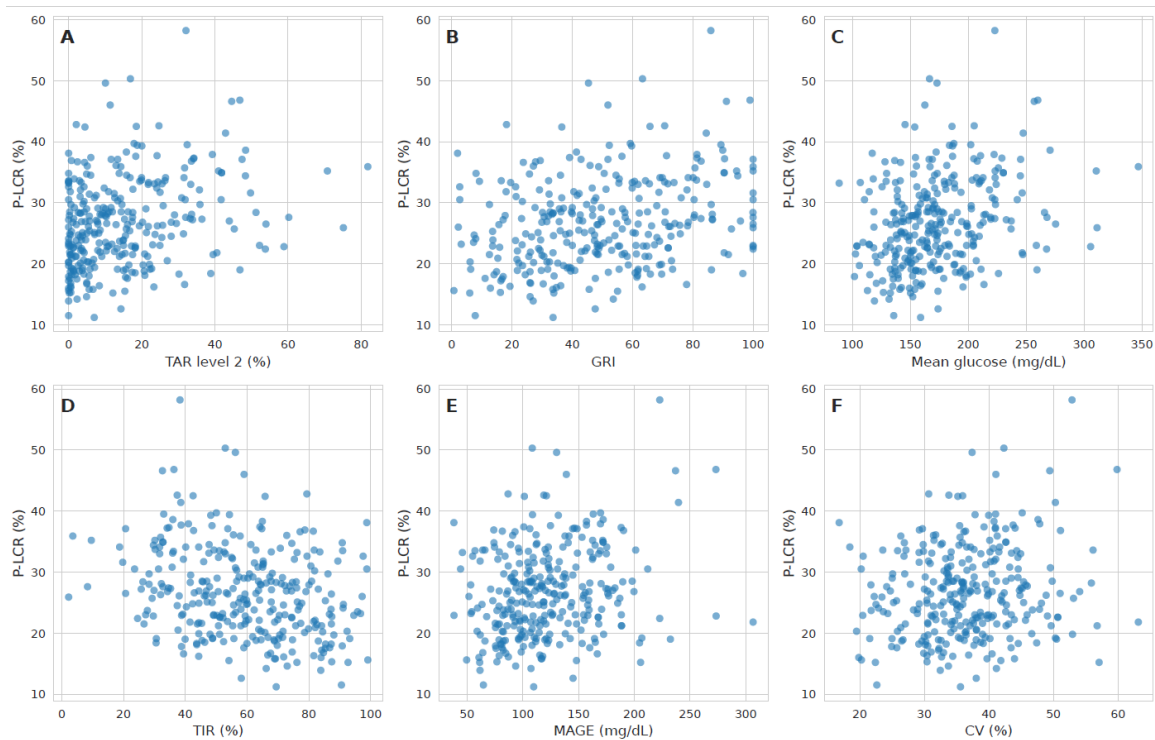 A
P-LCR (%)
60
50
40
30
20
10
0 20 40 60 80
TAR level 2 (%)
B
P-LCR (%)
60
50
40
30
20
10
0 20 40 60 80 100
GRI
C
P-LCR (%)
60
50
40
30
20
10
100 150 200 250 300 350
Mean glucose (mg/dL)
D
P-LCR (%)
60
50
40
30
20
10
0 20 40 60 80 100
TIR (%)
E
P-LCR (%)
60
50
40
30
20
10
50 100 150 200 250 300
MAGE (mg/dL)
F
P-LCR (%)
60
50
40
30
20
10
20 30 40 50 60
CV (%)